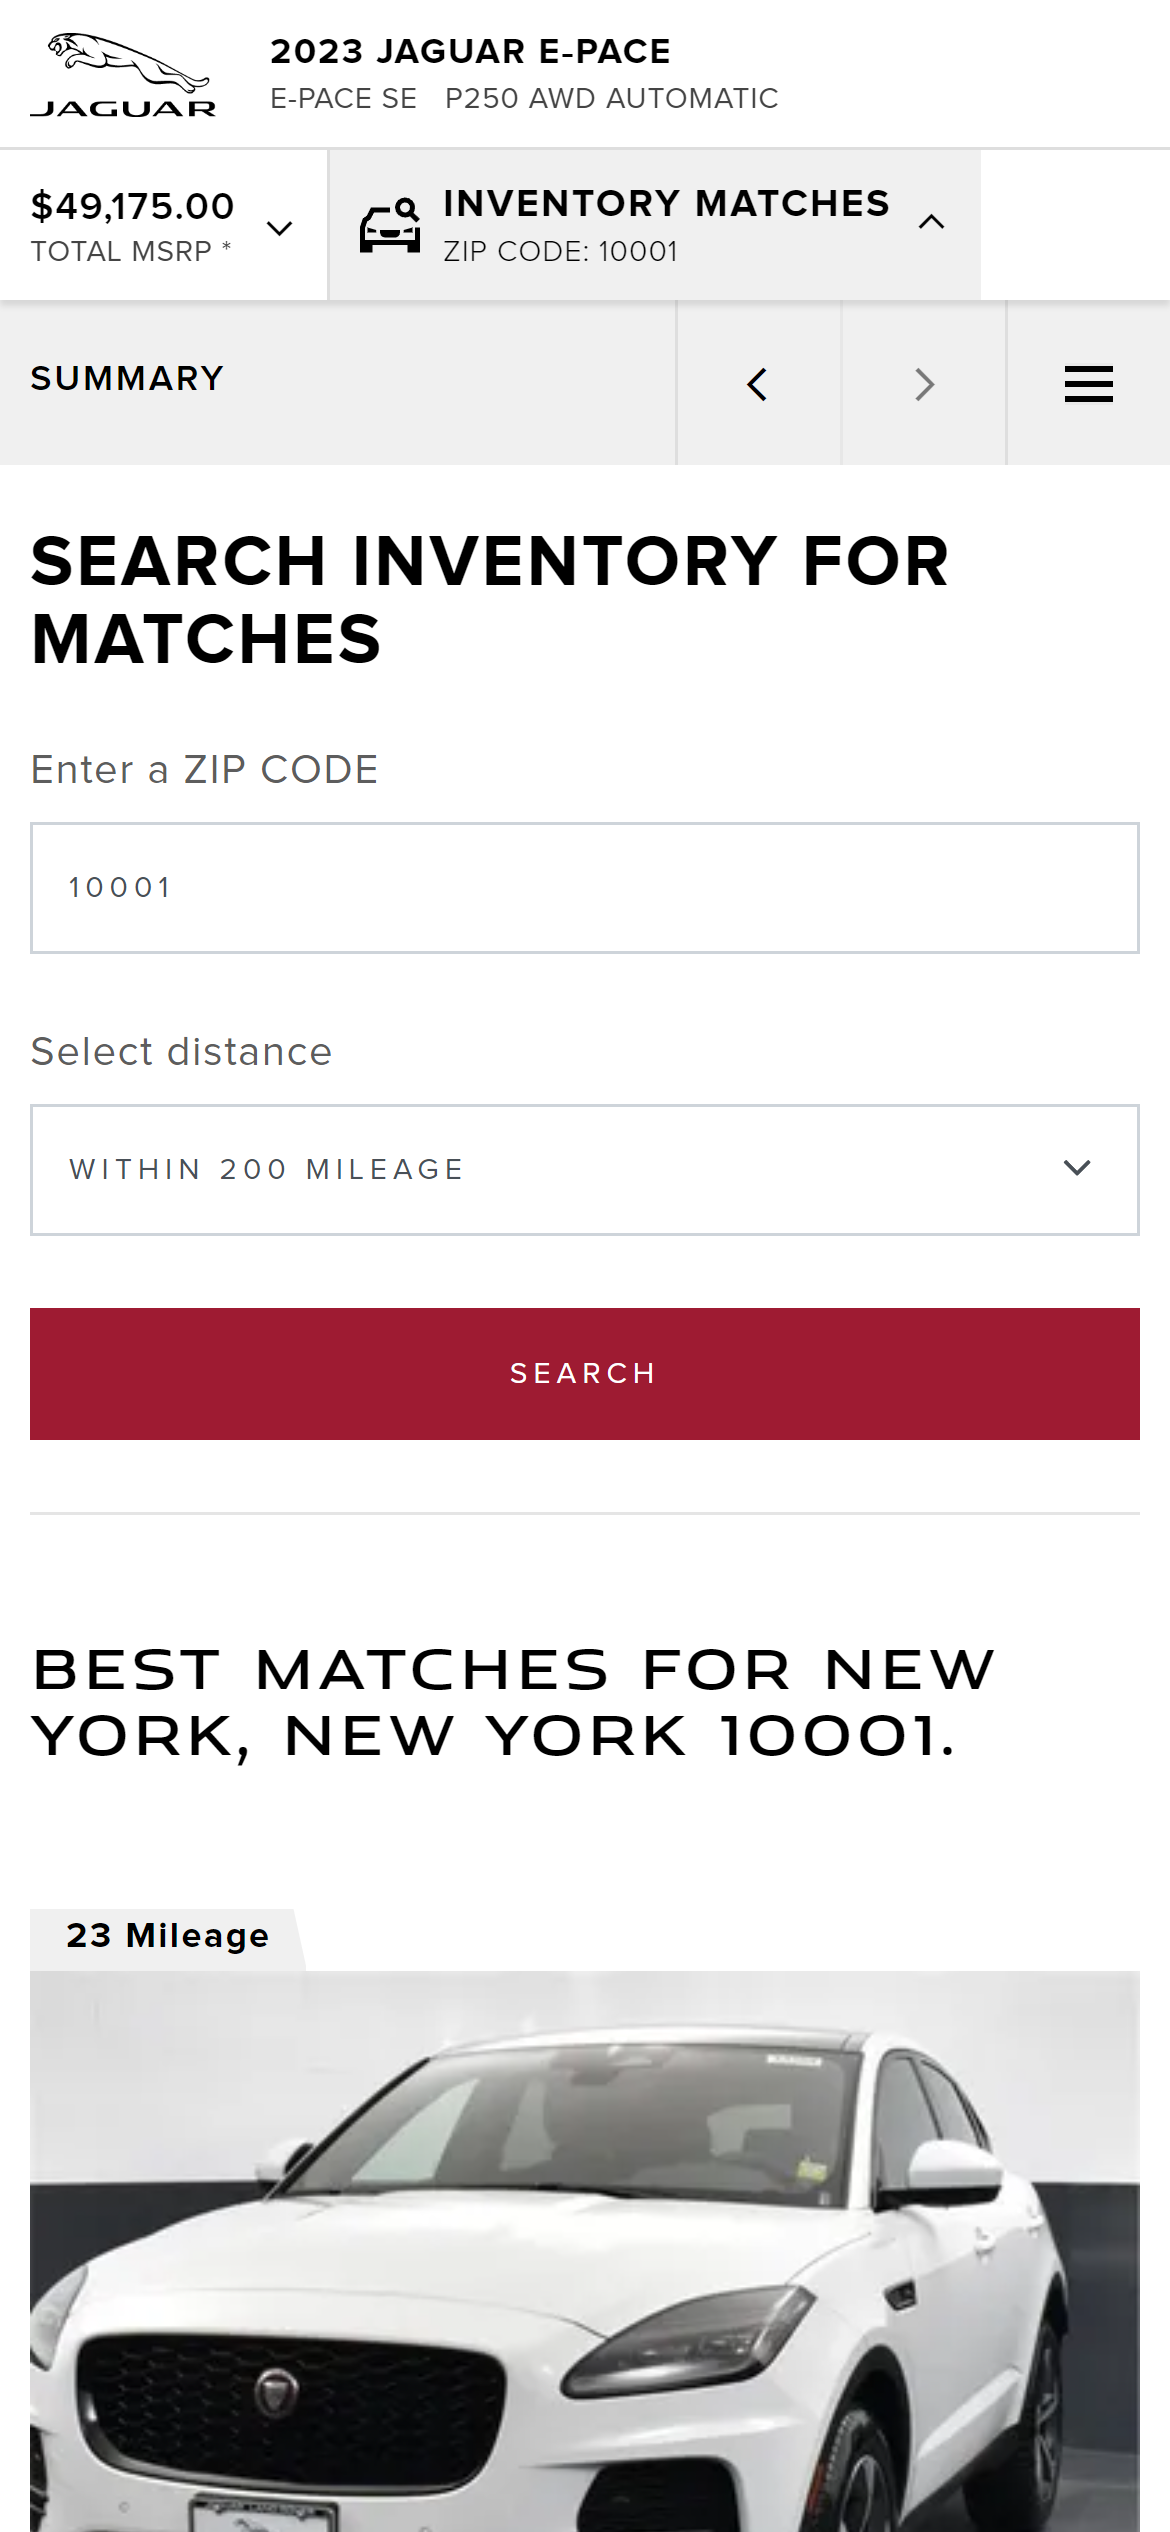 JAGUAR
2023 JAGUAR E-PACE
E-PACE SE P250 AWD AUTOMATIC
$49,175.00
TOTAL MSRP *
INVENTORY MATCHES
ZIP CODE: 10001
SUMMARY
SEARCH INVENTORY FOR
MATCHES
Enter a ZIP CODE
10001
Select distance
WITHIN 200 MILEAGE
SEARCH
BEST MATCHES FOR NEW
YORK, NEW YORK 10001.
23 Mileage